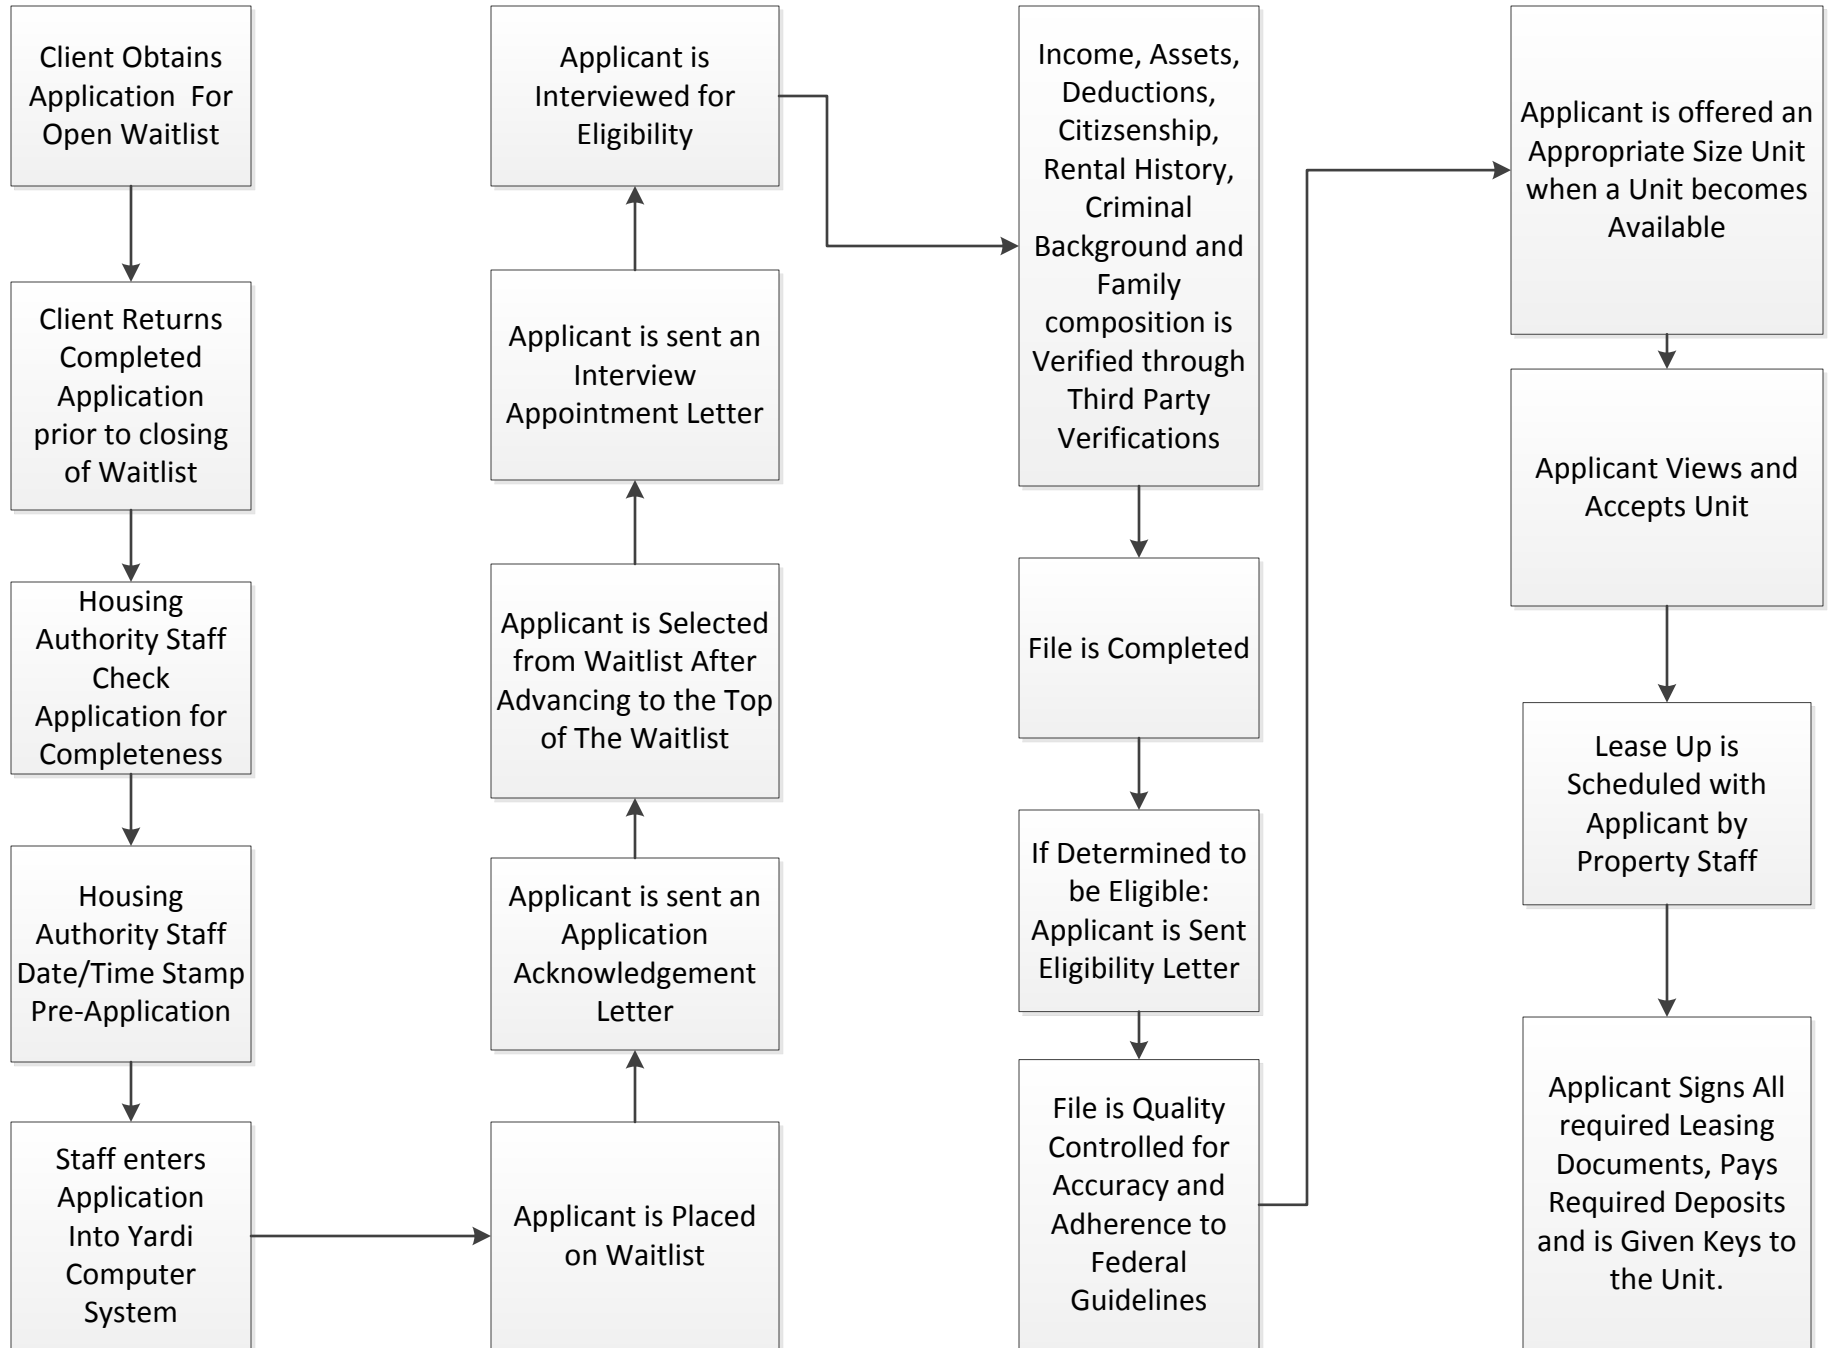 Client Obtains
Application For
Open Waitlist
Client Returns
Completed
Application
prior to closing
of Waitlist
Housing
Authority Staff
Check
Application for
Completeness
Housing
Authority Staff
Date/Time Stamp
Pre-Application
Staff enters
Application
Into Yardi
Computer
System
Applicant is Placed
on Waitlist
Applicant is sent an
Application
Acknowledgement
Letter
Applicant is Selected
from Waitlist After
Advancing to the Top
of The Waitlist
Applicant is sent an
Interview
Appointment Letter
Applicant is
Interviewed for
Eligibility
Income, Assets,
Deductions,
Citizsenship,
Rental History,
Criminal
Background and
Family
composition is
Verified through
Third Party
Verifications
File is Completed
If Determined to
be Eligible:
Applicant is Sent
Eligibility Letter
File is Quality
Controlled for
Accuracy and
Adherence to
Federal
Guidelines
Applicant is offered an
Appropriate Size Unit
when a Unit becomes
Available
Applicant Views and
Accepts Unit
Lease Up is
Scheduled with
Applicant by
Property Staff
Applicant Signs All
required Leasing
Documents, Pays
Required Deposits
and is Given Keys to
the Unit.